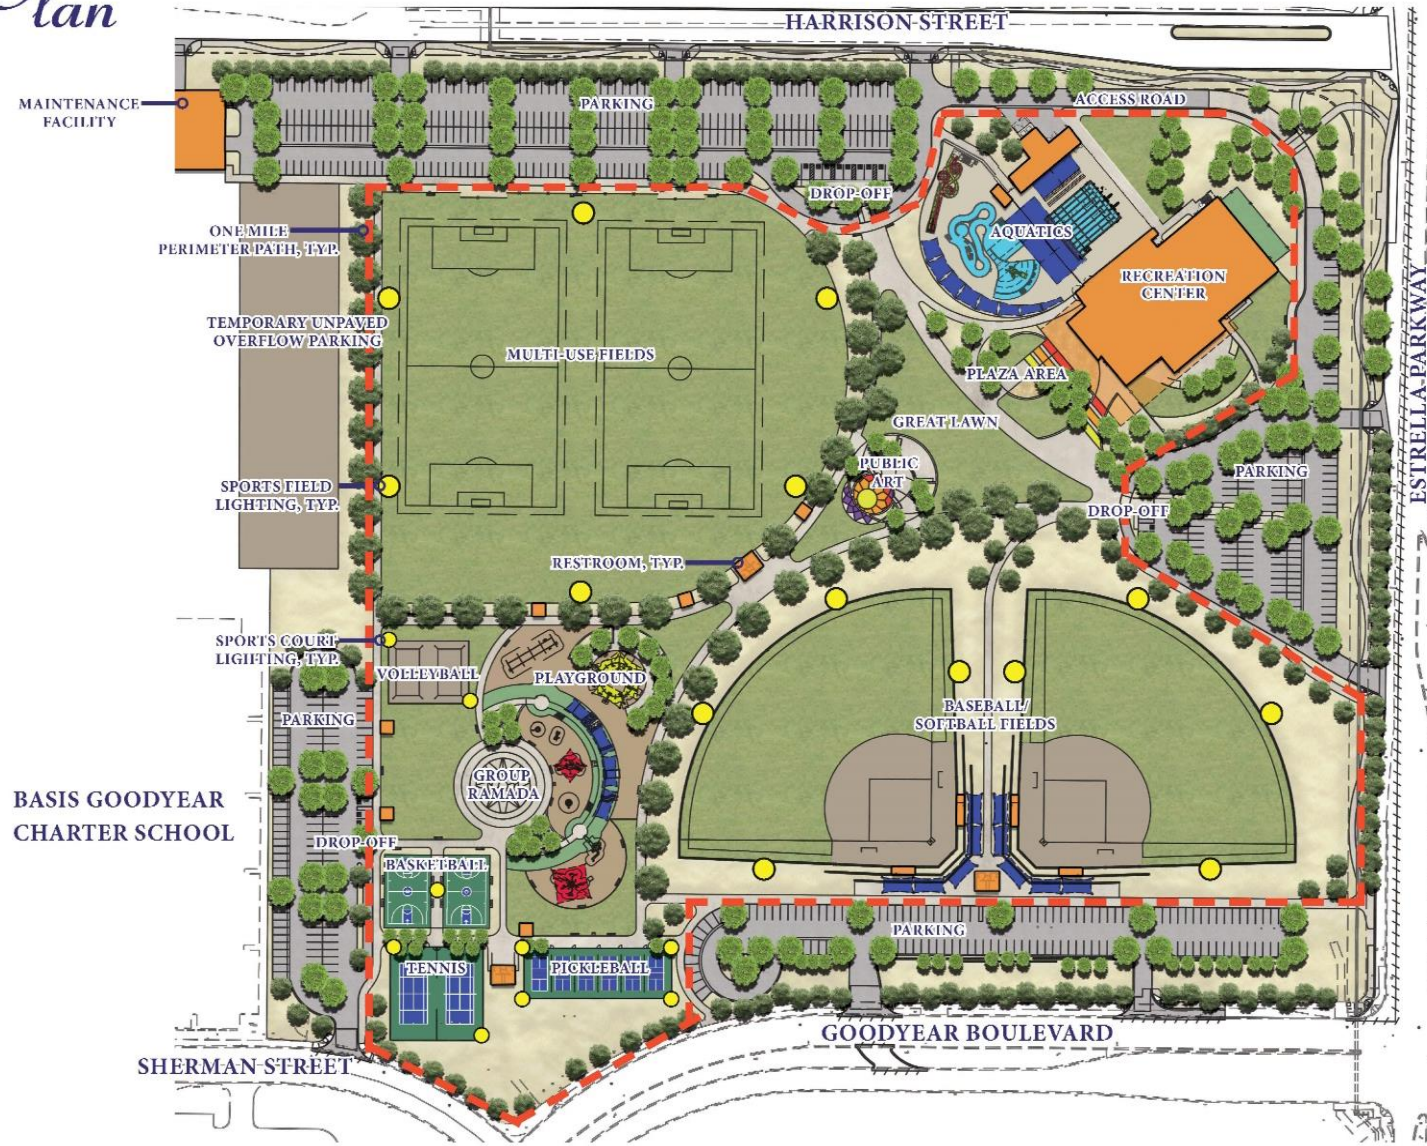 lan
HARRISON STREET
MAINTENANCE
FACILITY
PARKING
ACCESS ROAD
DROP-OFF
ONE MILE
PERIMETER PATH, TYP.
AQUATICS
RECREATION
CENTER
TEMPORARY UNPAVED
OVERFLOW PARKING
MULTI-USE FIELDS
PLAZA AREA
ESTRELLA PARKWAY
GREAT LAWN
PUBLIC
ART
PARKING
SPORTS FIELD
LIGHTING, TYP.
DROP-OFF
RESTROOM, TYP.
SPORTS COURT
LIGHTING, TYP.
VOLLEYBALL
PLAYGROUND
BASEBALL/
SOFTBALL FIELDS
PARKING
GROUP
RAMADA
BASIS GOODYEAR
CHARTER SCHOOL
DROP-OFF
BASKETBALL
PARKING
TENNIS
PICKLEBALL
GOODYEAR BOULEVARD
SHERMAN STREET